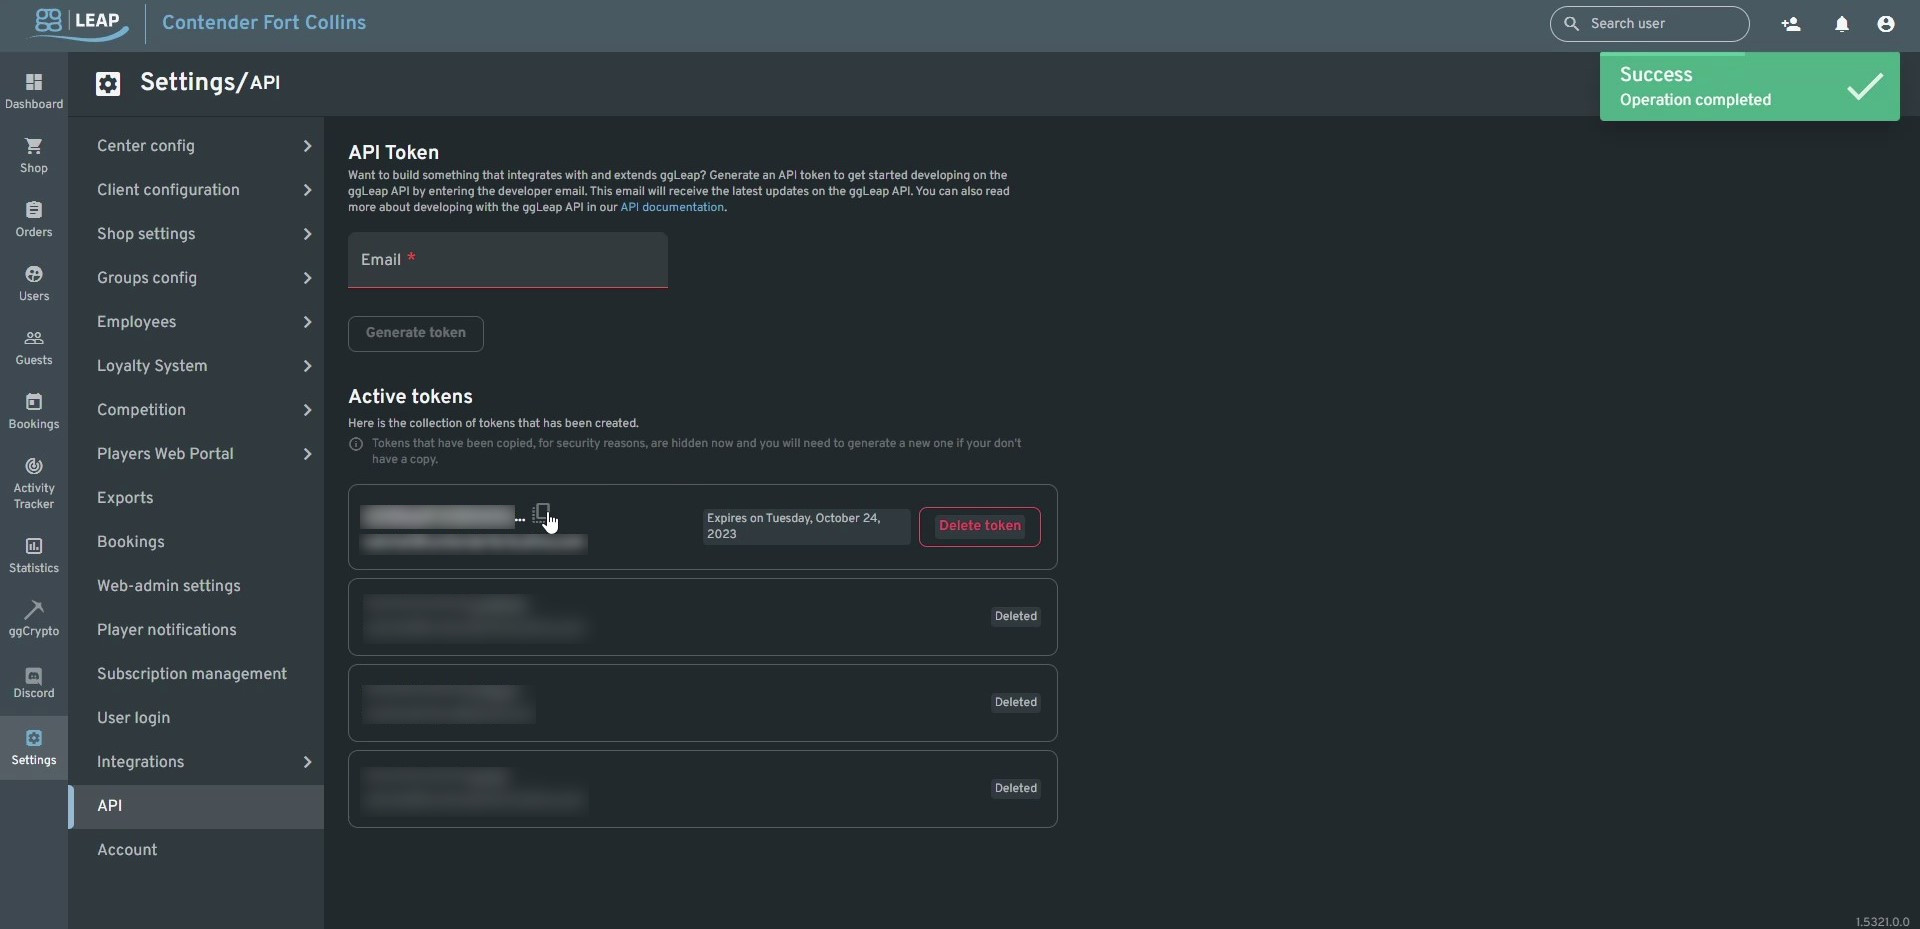 LEAP
Contender Fort Collins
Search user
Success
Operation completed
Settings/API
Dashboard
Shop
Orders
Users
Guests
Bookings
Activity
Tracker
Statistics
ggCrypto
Discord
Settings
Center config
Client configuration
Shop settings
Groups config
Employees
Loyalty System
Competition
Players Web Portal
Exports
Bookings
Web-admin settings
Player notifications
Subscription management
User login
Integrations
API
Account
API Token
Want to build something that integrates with and extends ggLeap? Generate an API token to get started developing on the
ggLeap API by entering the developer email. This email will receive the latest updates on the ggLeap API. You can also read
more about developing with the ggLeap API in our API documentation.
Email *
Generate token
Active tokens
Here is the collection of tokens that has been created.
Tokens that have been copied, for security reasons, are hidden now and you will need to generate a new one if your don't
have a copy.
...
Expires on Tuesday, October 24,
2023
Delete token
Deleted
Deleted
Deleted
1.5321.0.0